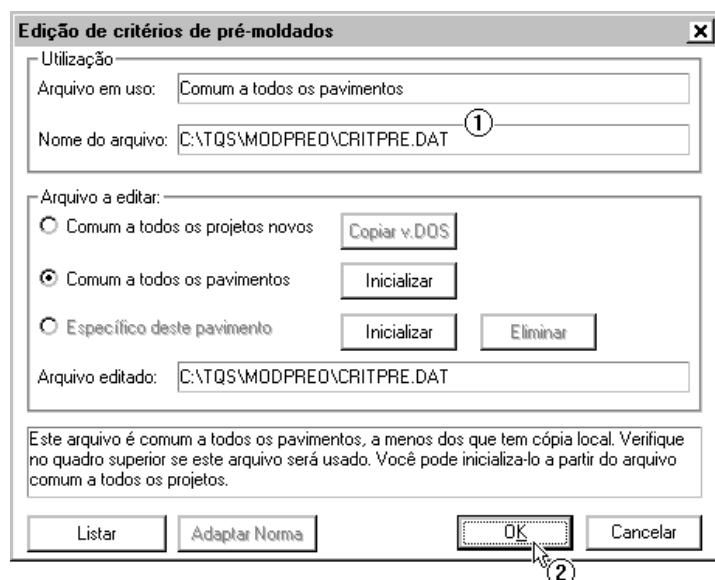 Edição de critérios de pré-moldados
Utilização
Arquivo em uso: Comum a todos os pavimentos
1
Nome do arquivo: C:\TQS\MODPREO\CRITPRE.DAT
Arquivo a editar:
Comum a todos os projetos novos Copiar v.DOS
Comum a todos os pavimentos Inicializar
Específico deste pavimento Inicializar Eliminar
Arquivo editado: C:\TQS\MODPREO\CRITPRE.DAT
Este arquivo é comum a todos os pavimentos, a menos dos que tem cópia local. Verifique
no quadro superior se este arquivo será usado. Você pode inicializa-lo a partir do arquivo
comum a todos os projetos.
Listar Adaptar Norma OK Cancelar
2